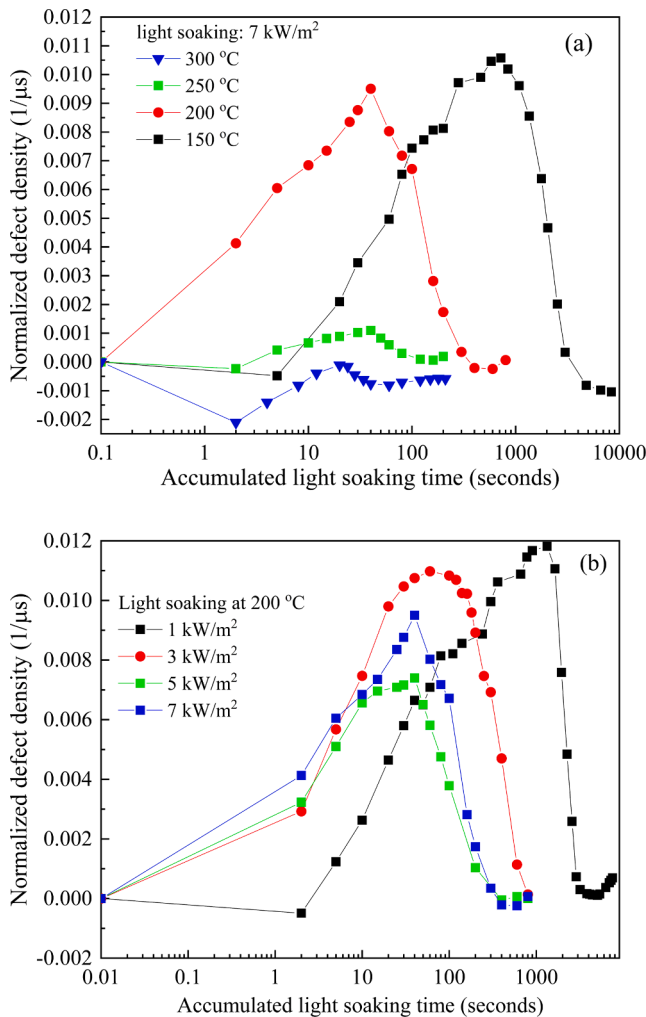 0.012
0.011
0.010
0.009
0.008
0.007
0.006
0.005
0.004
0.003
0.002
0.001
0.000
-0.001
-0.002
Normalized defect density (1/μs)
light soaking: 7 kW/m²
(a)
300 °C
250 °C
200 °C
150 °C
0.1 1 10 100 1000 10000
Accumulated light soaking time (seconds)
0.012
0.010
0.008
0.006
0.004
0.002
0.000
-0.002
Normalized defect density (1/μs)
(b)
Light soaking at 200 °C
1 kW/m²
3 kW/m²
5 kW/m²
7 kW/m²
0.01 0.1 1 10 100 1000
Accumulated light soaking time (seconds)